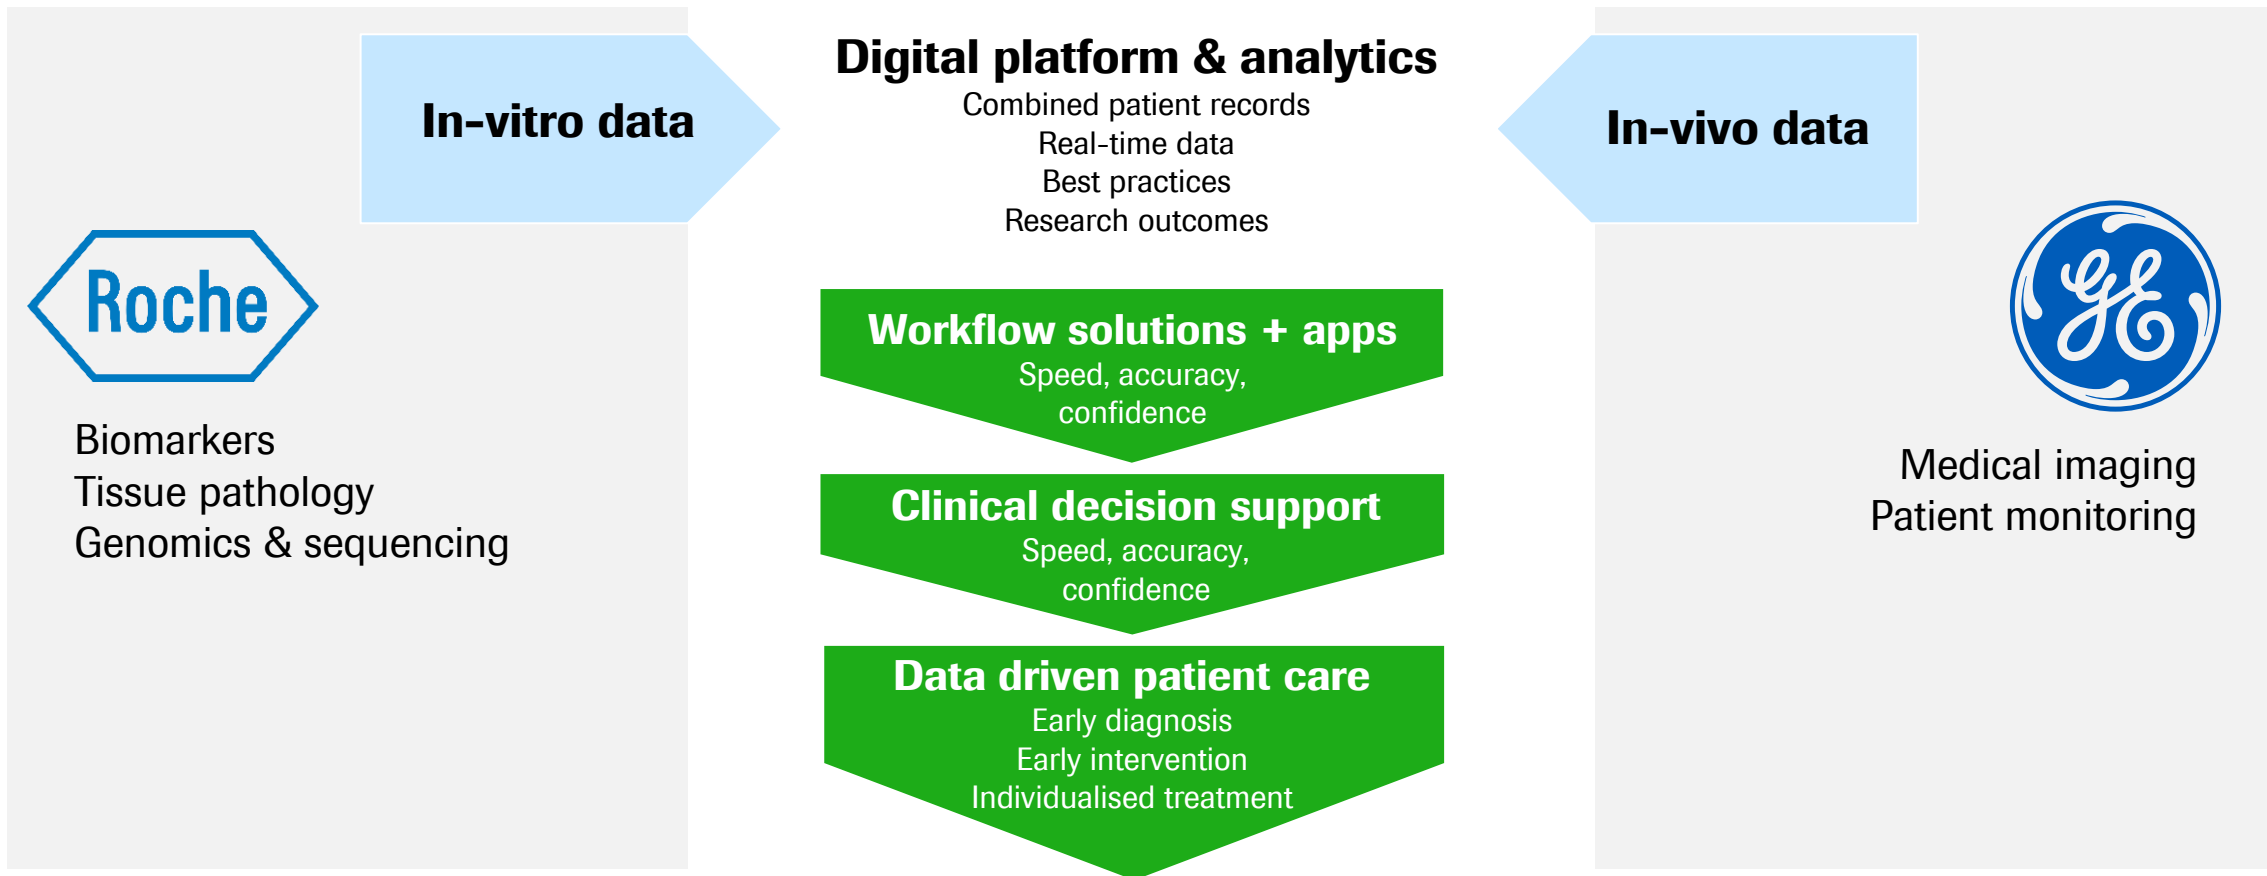 In-vitro data
Roche
Biomarkers
Tissue pathology
Genomics & sequencing
Digital platform & analytics
Combined patient records
Real-time data
Best practices
Research outcomes
Workflow solutions + apps
Speed, accuracy,
confidence
Clinical decision support
Speed, accuracy,
confidence
Data driven patient care
Early diagnosis
Early intervention
Individualised treatment
In-vivo data
GE
Medical imaging
Patient monitoring